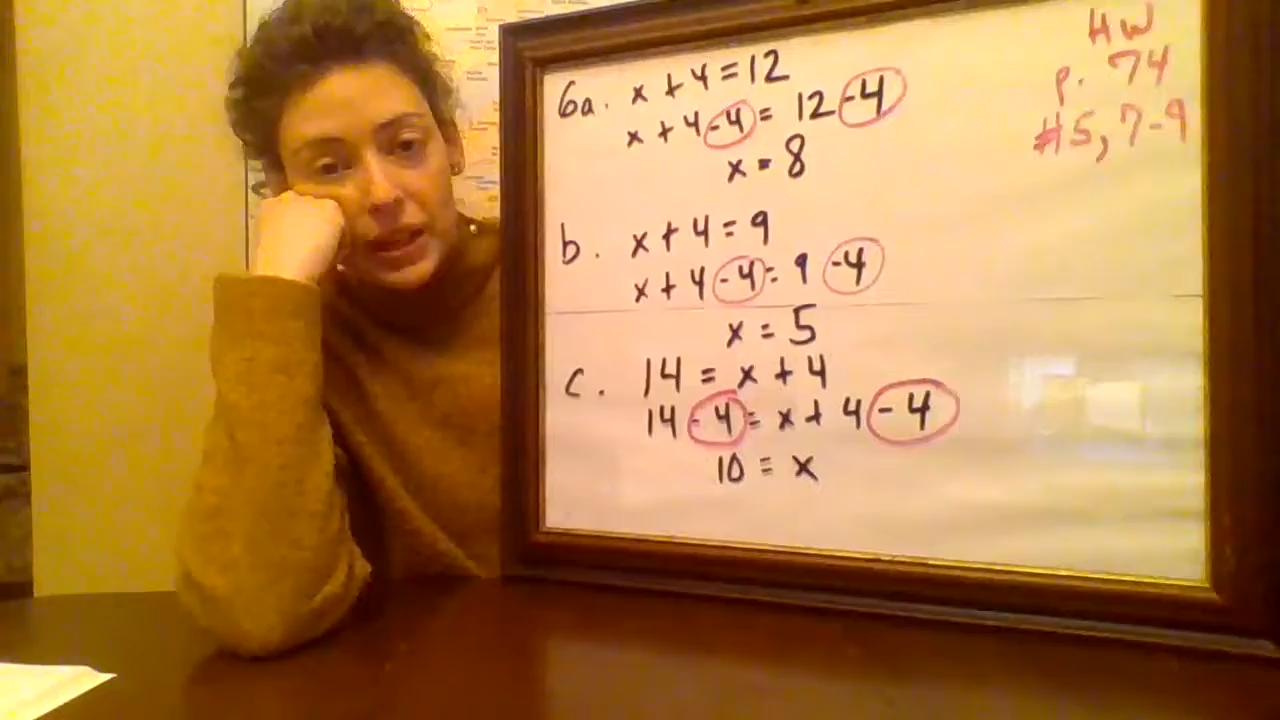 6a. x + 4 = 12
x + 4 - 4 = 12 - 4
x = 8
b. x + 4 = 9
x + 4 - 4 = 9 - 4
x = 5
c. 14 = x + 4
14 - 4 = x + 4 - 4
10 = x
HW
p. 74
#5, 7-9